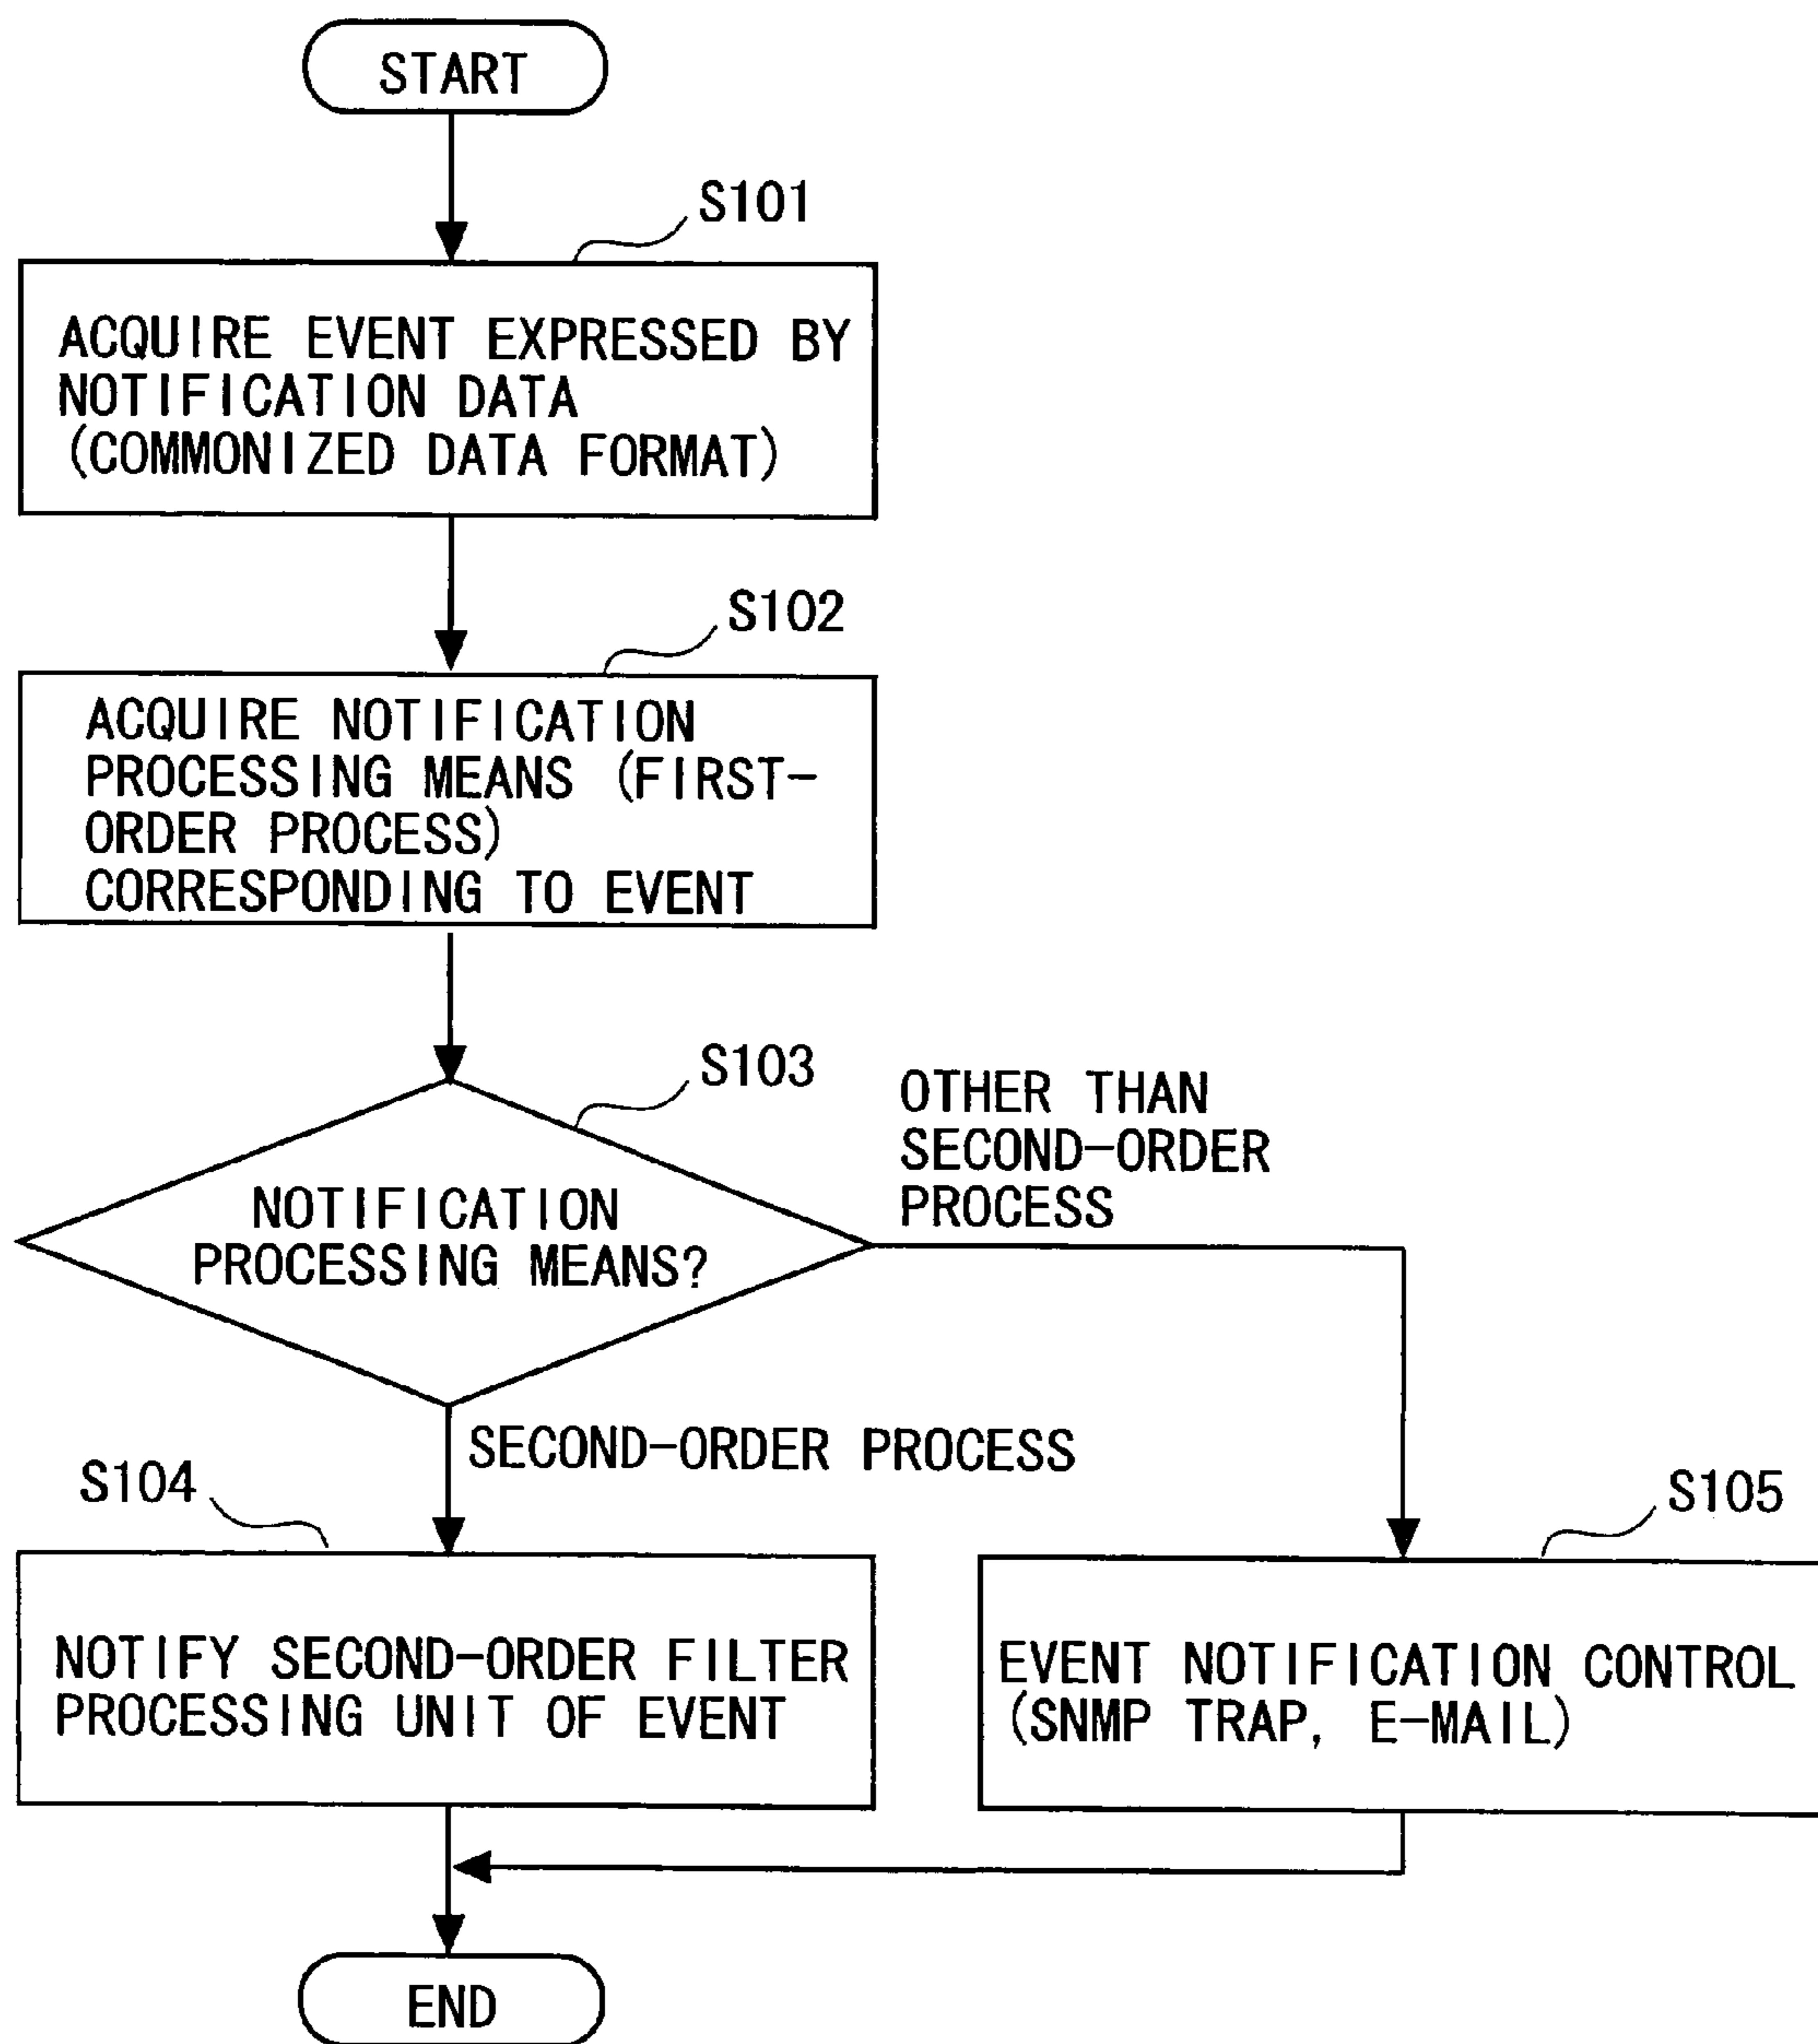 START
S101
ACQUIRE EVENT EXPRESSED BY
NOTIFICATION DATA
(COMMONIZED DATA FORMAT)
S102
ACQUIRE NOTIFICATION
PROCESSING MEANS (FIRST-
ORDER PROCESS)
CORRESPONDING TO EVENT
S103
OTHER THAN
SECOND-ORDER
PROCESS
NOTIFICATION
PROCESSING MEANS?
SECOND-ORDER PROCESS
S104
S105
NOTIFY SECOND-ORDER FILTER
PROCESSING UNIT OF EVENT
EVENT NOTIFICATION CONTROL
(SNMP TRAP, E-MAIL)
END